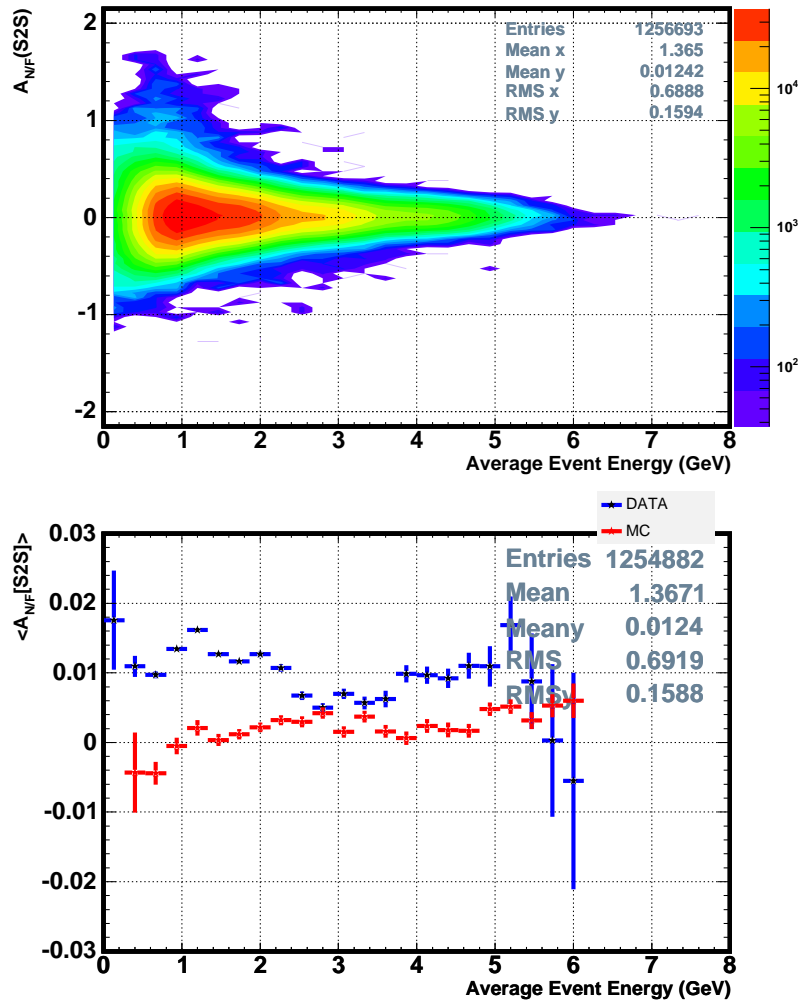 A_{N/F}(S2S)
Entries 1256693
Mean x 1.365
Mean y 0.01242
RMS x 0.6888
RMS y 0.1594
2
1
0
-1
-2
10^4
10^3
10^2
0 1 2 3 4 5 6 7 8
Average Event Energy (GeV)
DATA
MC
<A_{N/F}[S2S]>
Entries 1254882
Mean 1.3671
Meany 0.0124
RMS 0.6919
RMSy 0.1588
0.03
0.02
0.01
0
-0.01
-0.02
-0.03
0 1 2 3 4 5 6 7 8
Average Event Energy (GeV)